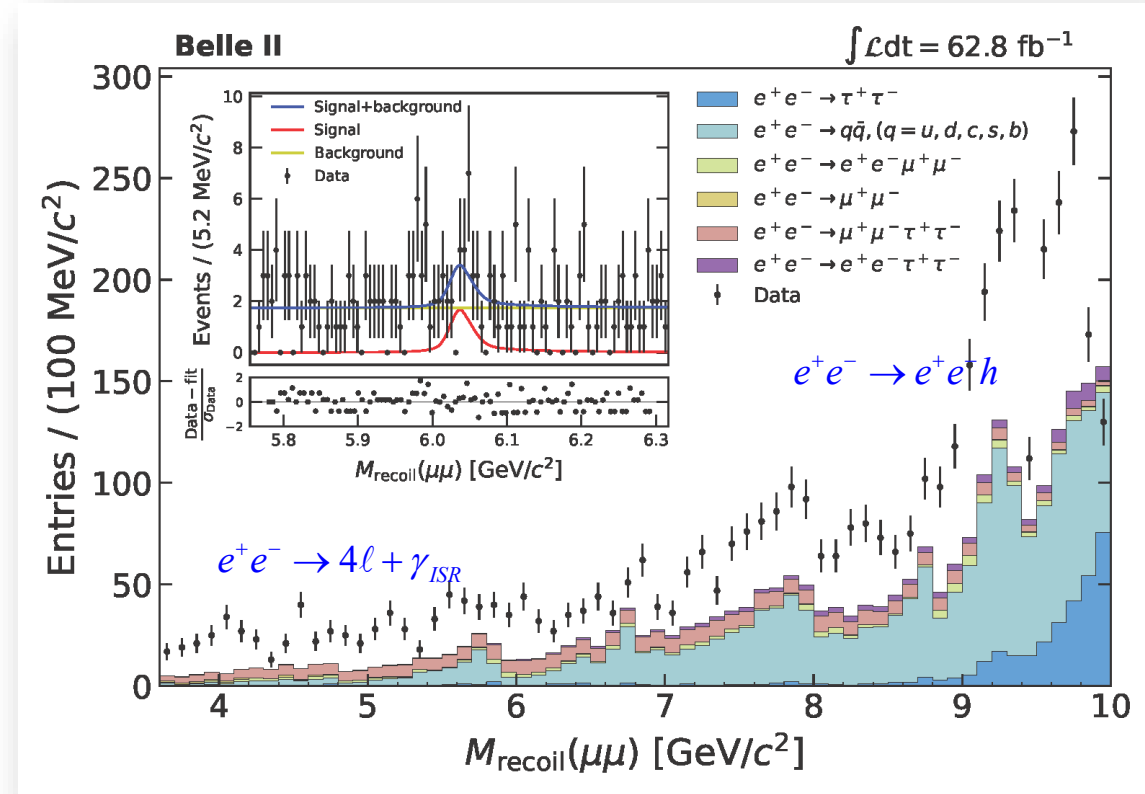 Belle II
∫ℒdt = 62.8 fb⁻¹
300
250
200
150
100
50
0
Entries / (100 MeV/c²)
4 5 6 7 8 9 10
M_recoil(μμ) [GeV/c²]
10
8
6
4
2
0
Events / (5.2 MeV/c²)
Signal+background
Signal
Background
Data
2
0
−2
Data − fit
σ_Data
5.8 5.9 6.0 6.1 6.2 6.3
M_recoil(μμ) [GeV/c²]
e⁺e⁻ → τ⁺τ⁻
e⁺e⁻ → qq̄, (q = u, d, c, s, b)
e⁺e⁻ → e⁺e⁻μ⁺μ⁻
e⁺e⁻ → μ⁺μ⁻
e⁺e⁻ → μ⁺μ⁻τ⁺τ⁻
e⁺e⁻ → e⁺e⁻τ⁺τ⁻
Data
e⁺e⁻ → e⁺e⁻h
e⁺e⁻ → 4ℓ + γ_ISR